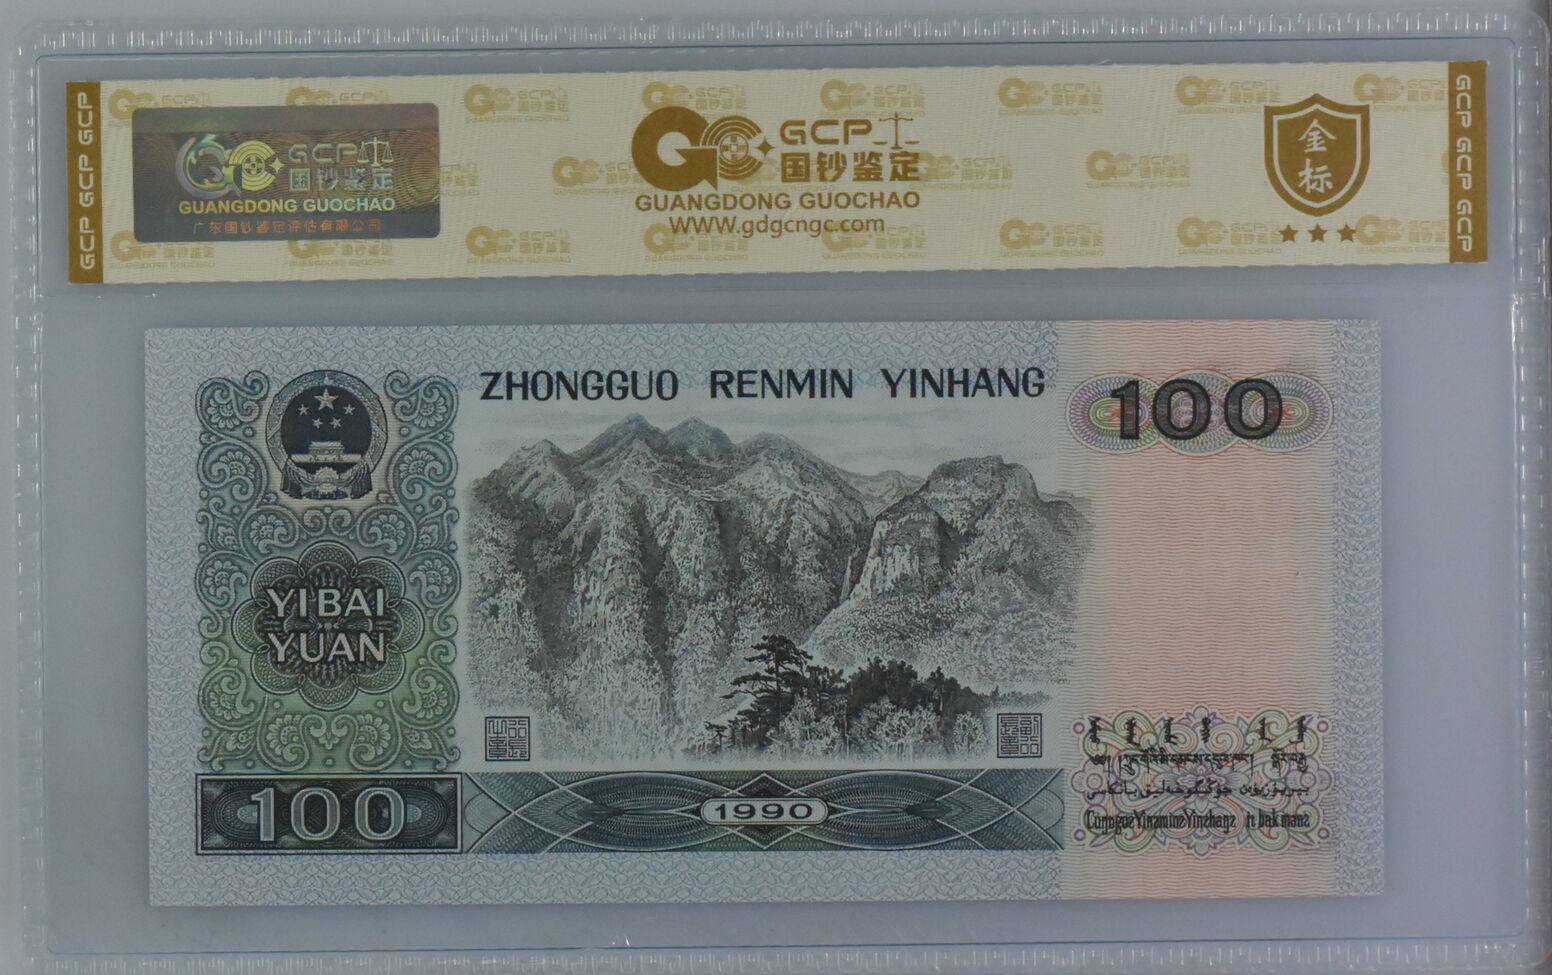 GCP GCP GCP
GCP
国钞鉴定
GUANGDONG GUOCHAO
广东国钞鉴定评估有限公司
GCP
国钞鉴定
GUANGDONG GUOCHAO
WWW.gdgcngc.com
金标
GCP GCP GCP
ZHONGGUO RENMIN YINHANG
100
YI BAI
YUAN
100
1990